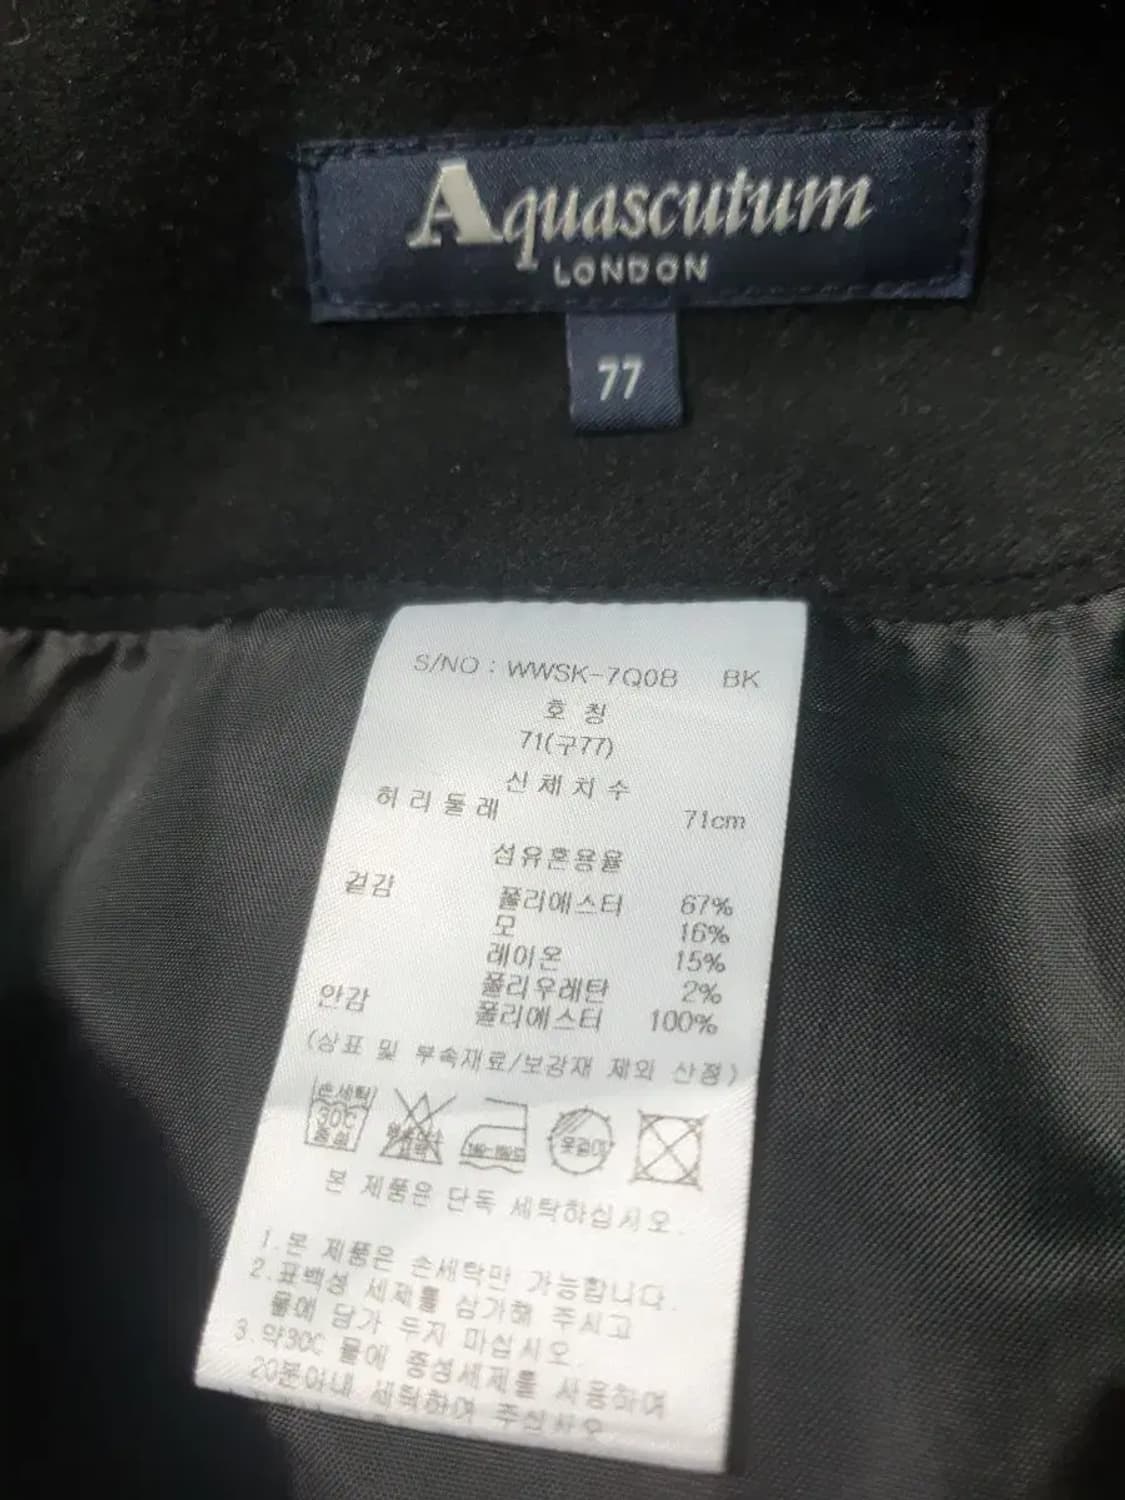 Aquascutum
LONDON
77
S/NO : WWSK-7Q0B BK
호 칭
71(구77)
신 체 치 수
허 리 둘 레 71cm
섬유혼용율
겉감 폴리에스터 67%
모 16%
레이온 15%
폴리우레탄 2%
안감 폴리에스터 100%
(상표 및 부속재료/보강재 제외 산정)
손세탁
30℃
중성
본 제품은 단독 세탁하십시오.
1.본 제품은 손세탁만 가능합니다.
2.표백성 세제를 삼가해 주시고
물에 담가 두지 마십시오.
3.약30℃ 물에 중성세제를 사용하여
20분이내 세탁하여 주십시오